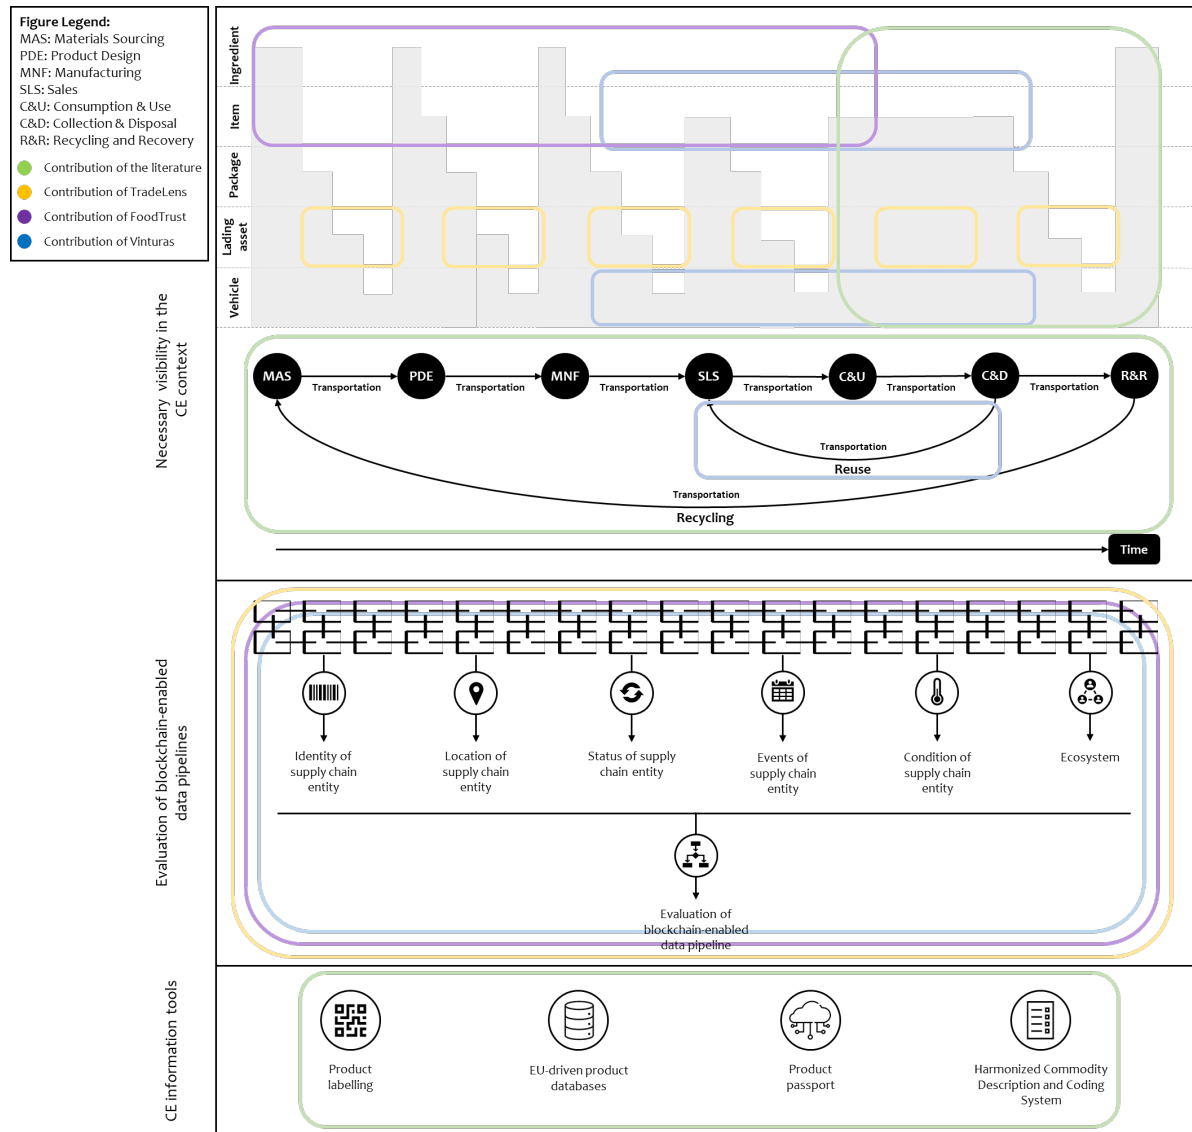 Figure Legend:
MAS: Materials Sourcing
PDE: Product Design
MNF: Manufacturing
SLS: Sales
C&U: Consumption & Use
C&D: Collection & Disposal
R&R: Recycling and Recovery
Contribution of the literature
Contribution of TradeLens
Contribution of FoodTrust
Contribution of Vinturas
Necessary visibility in the
CE context
Ingredient
Item
Package
Lading
asset
Vehicle
MAS
Transportation
PDE
Transportation
MNF
Transportation
SLS
Transportation
C&U
Transportation
C&D
Transportation
R&R
Transportation
Reuse
Transportation
Recycling
Time
Evaluation of blockchain-enabled
data pipelines
Identity of
supply chain
entity
Location of
supply chain
entity
Status of supply
chain entity
Events of
supply chain
entity
Condition of
supply chain
entity
Ecosystem
Evaluation of
blockchain-enabled
data pipeline
CE information tools
Product
labelling
EU-driven product
databases
Product
passport
Harmonized Commodity
Description and Coding
System